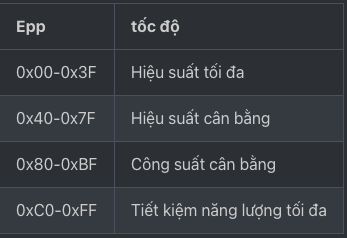 Epp tốc độ
0x00-0x3F Hiệu suất tối đa
0x40-0x7F Hiệu suất cân bằng
0x80-0xBF Công suất cân bằng
0xC0-0xFF Tiết kiệm năng lượng tối đa